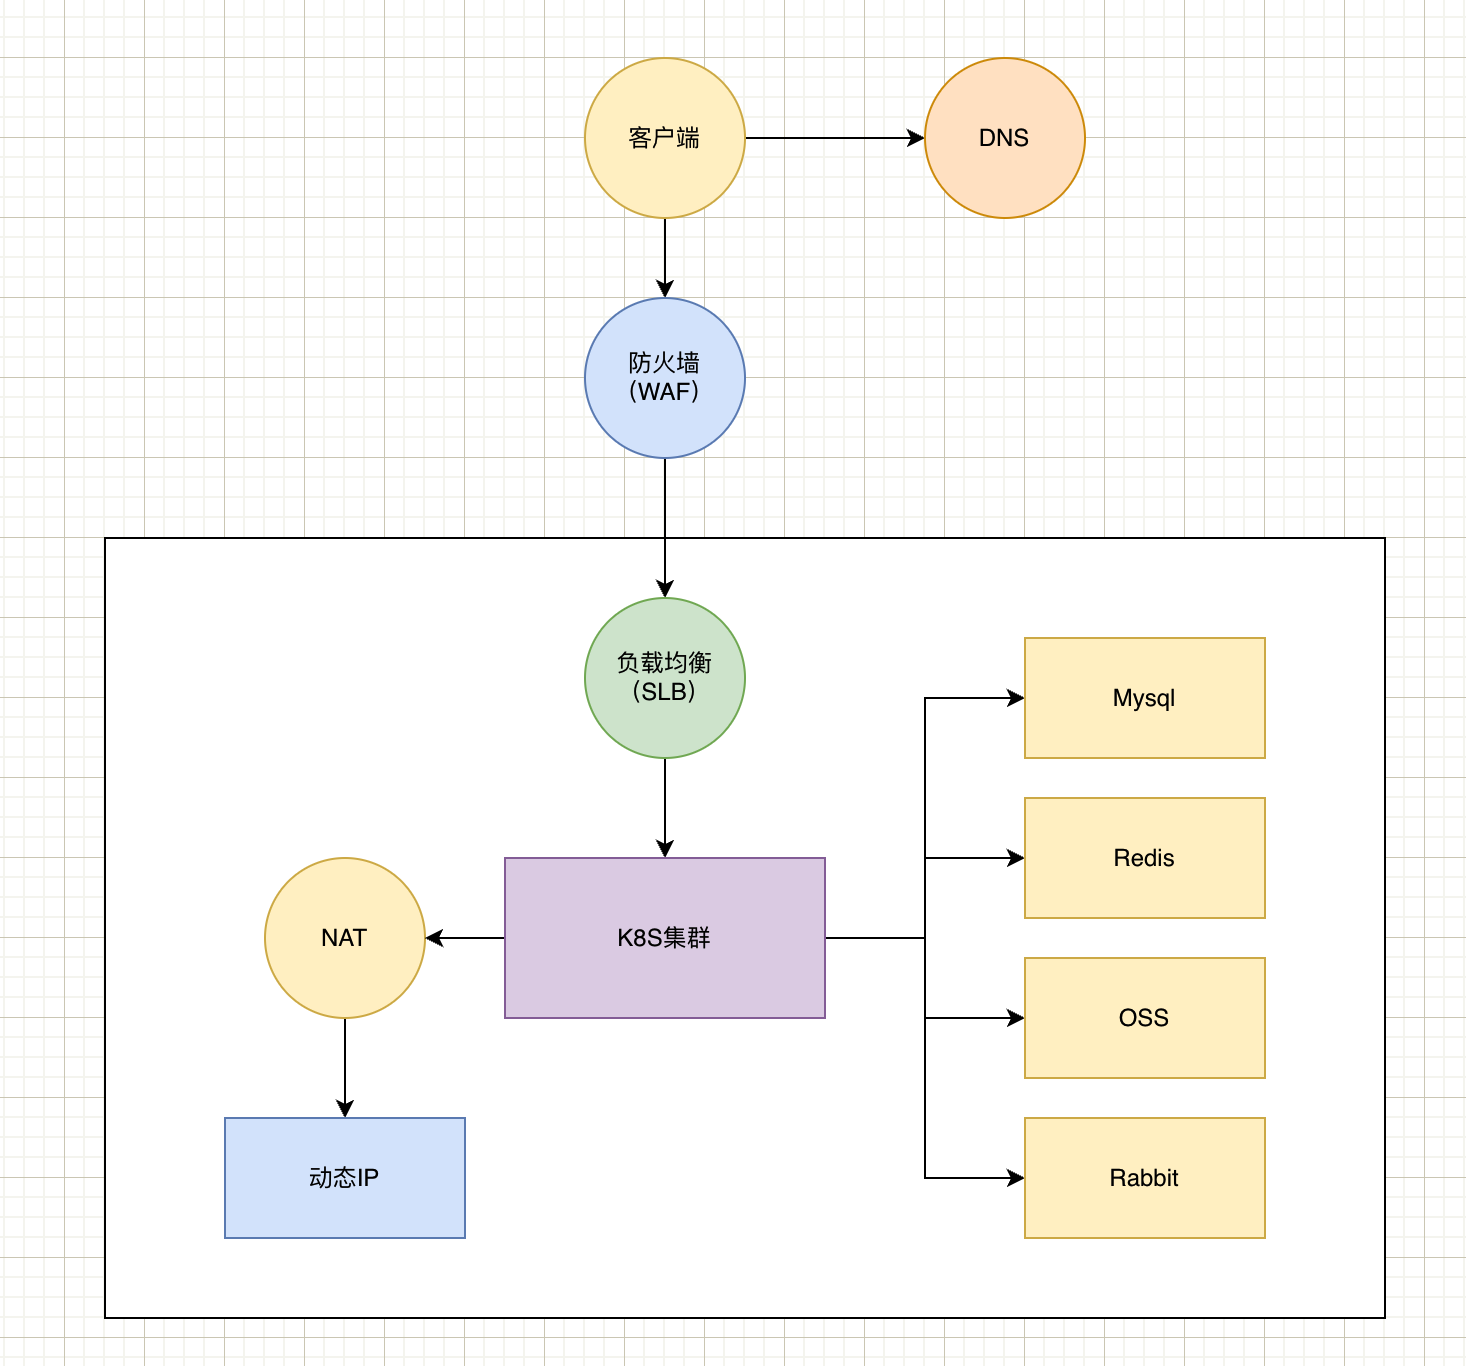 客户端
DNS
防火墙
(WAF)
负载均衡
(SLB)
Mysql
Redis
NAT
K8S集群
OSS
动态IP
Rabbit